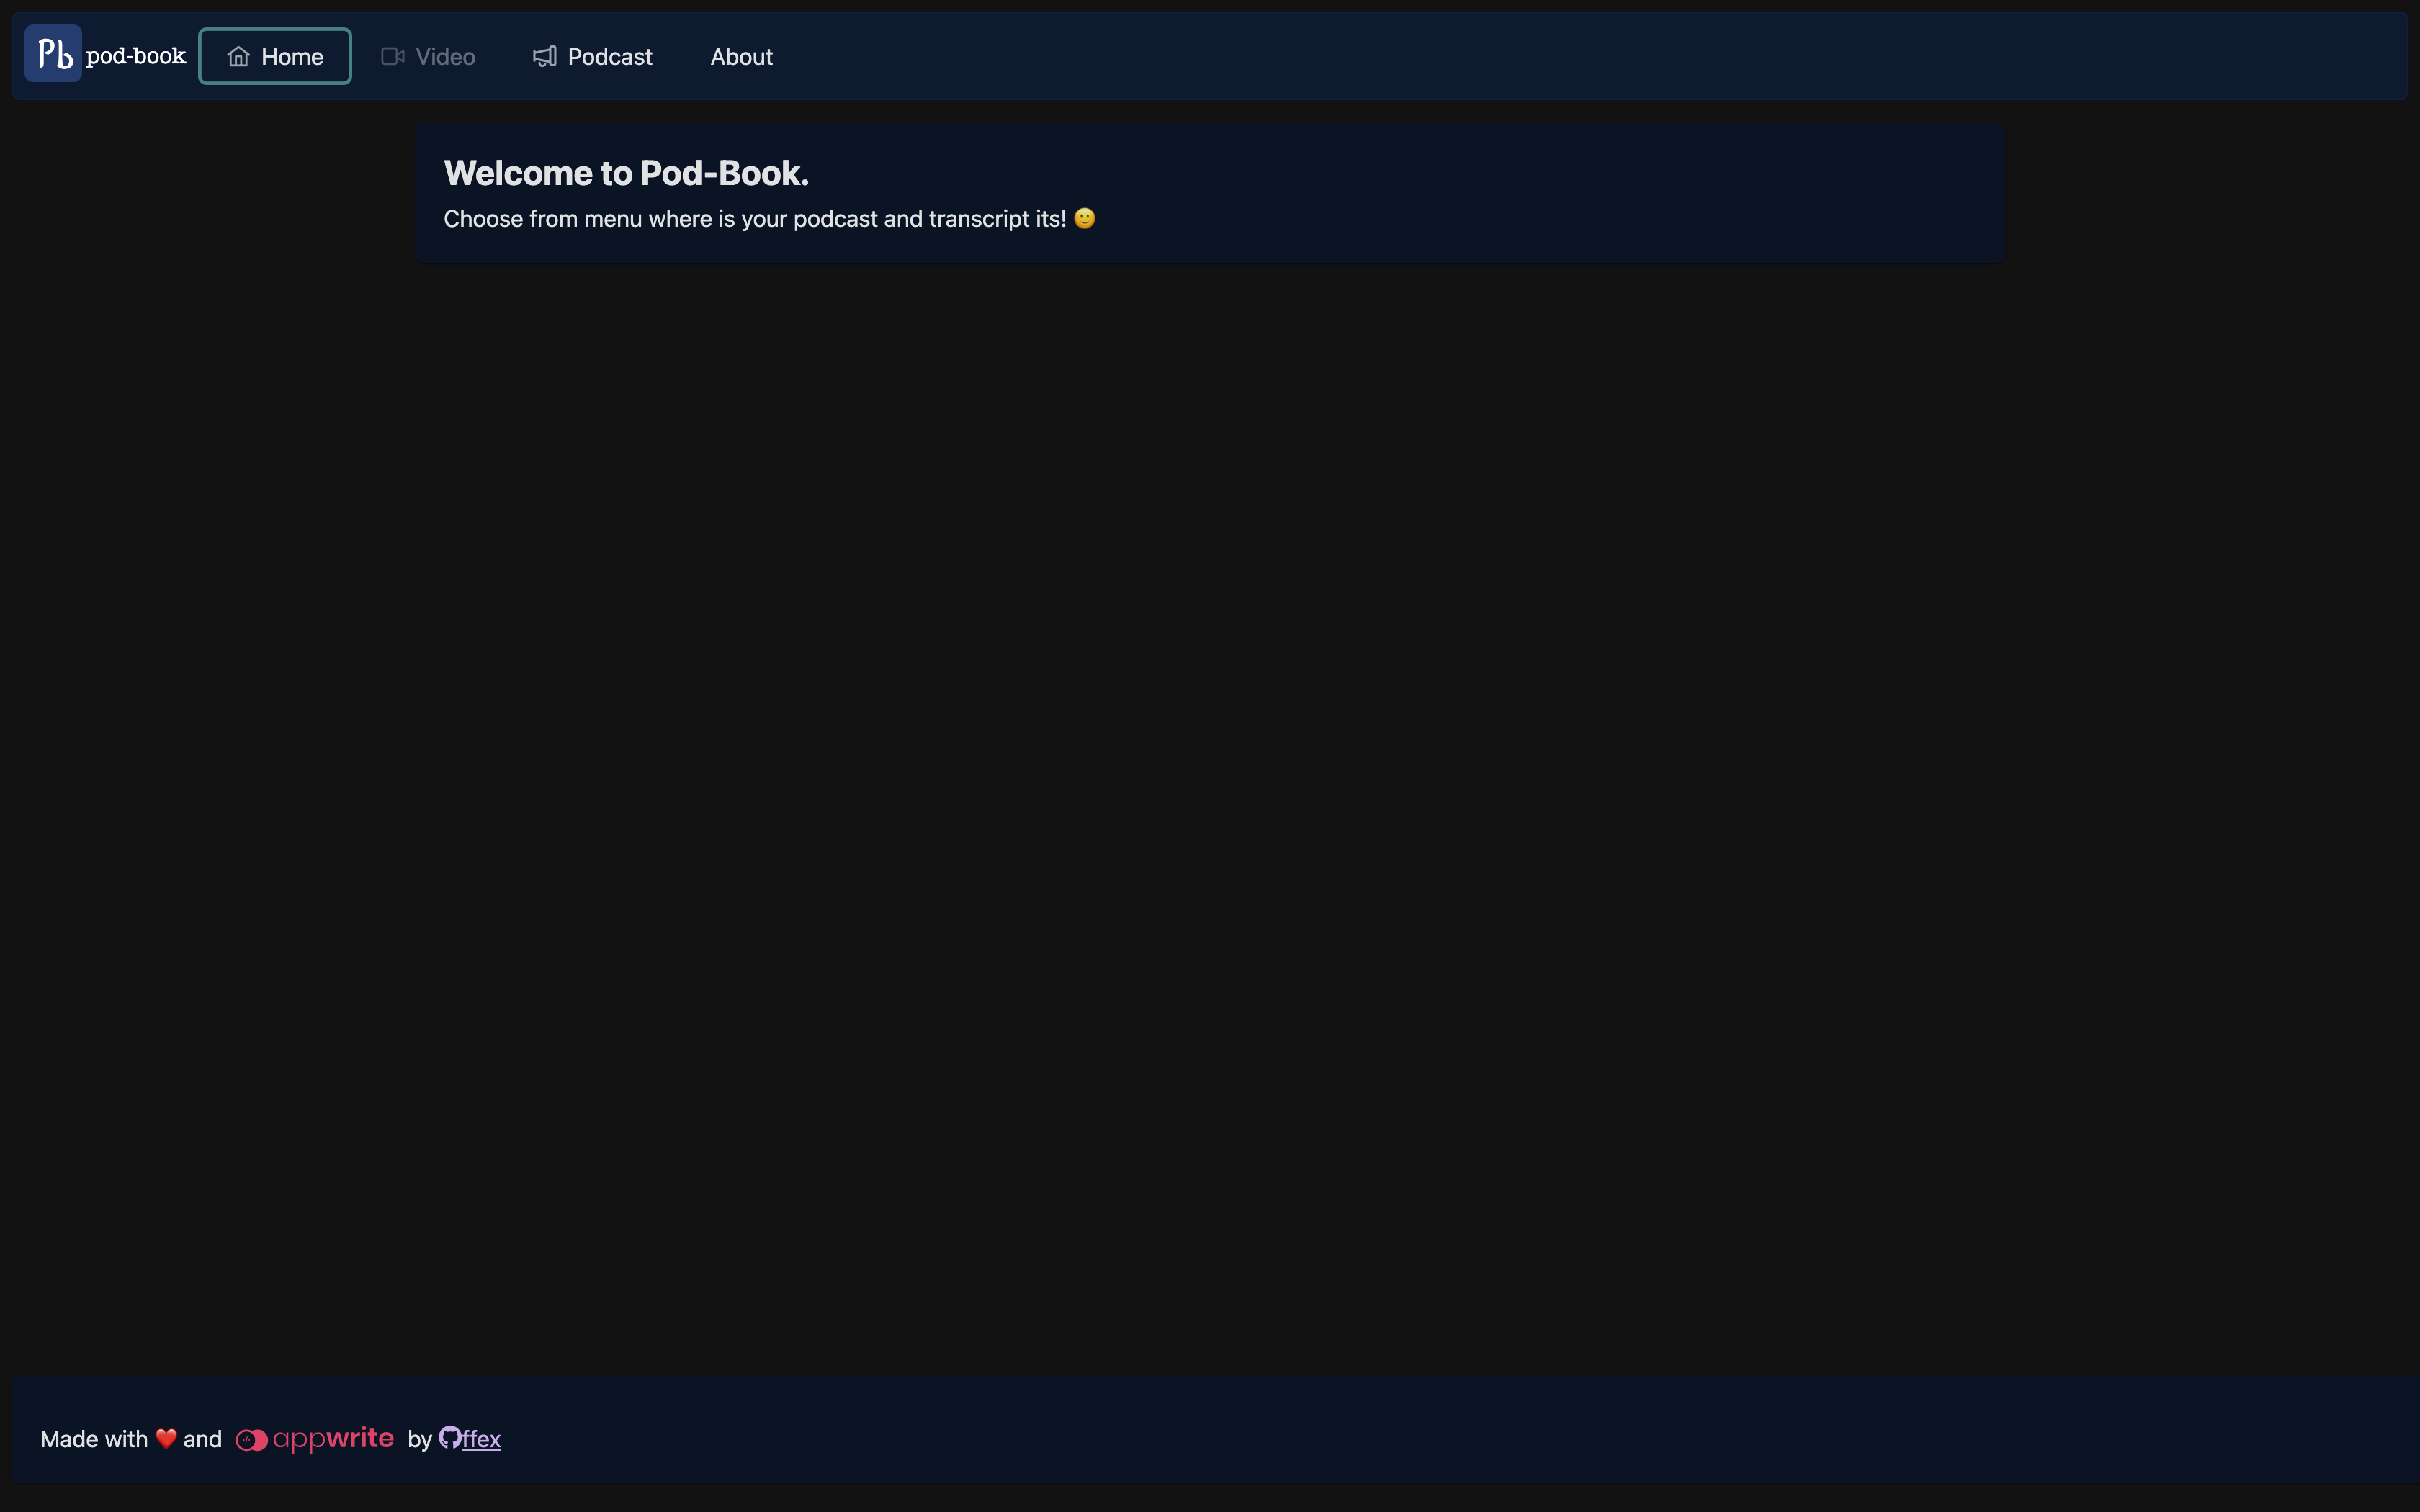 Pb pod-book Home Video Podcast About
Welcome to Pod-Book.
Choose from menu where is your podcast and transcript its! 🙂
Made with ❤️ and appwrite by ffex